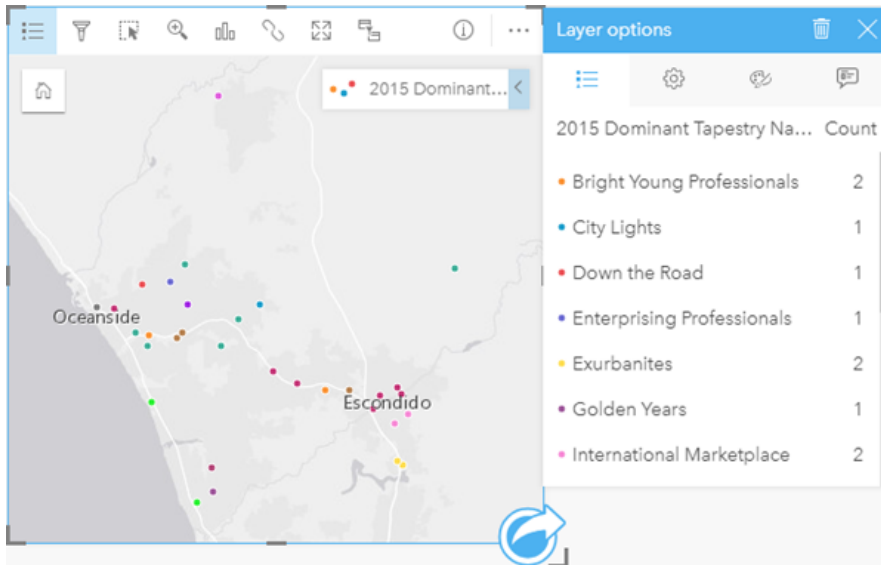 Layer options
2015 Dominant...
2015 Dominant Tapestry Na... Count
Bright Young Professionals 2
City Lights 1
Down the Road 1
Enterprising Professionals 1
Exurbanites 2
Golden Years 1
International Marketplace 2
Oceanside
Escondido